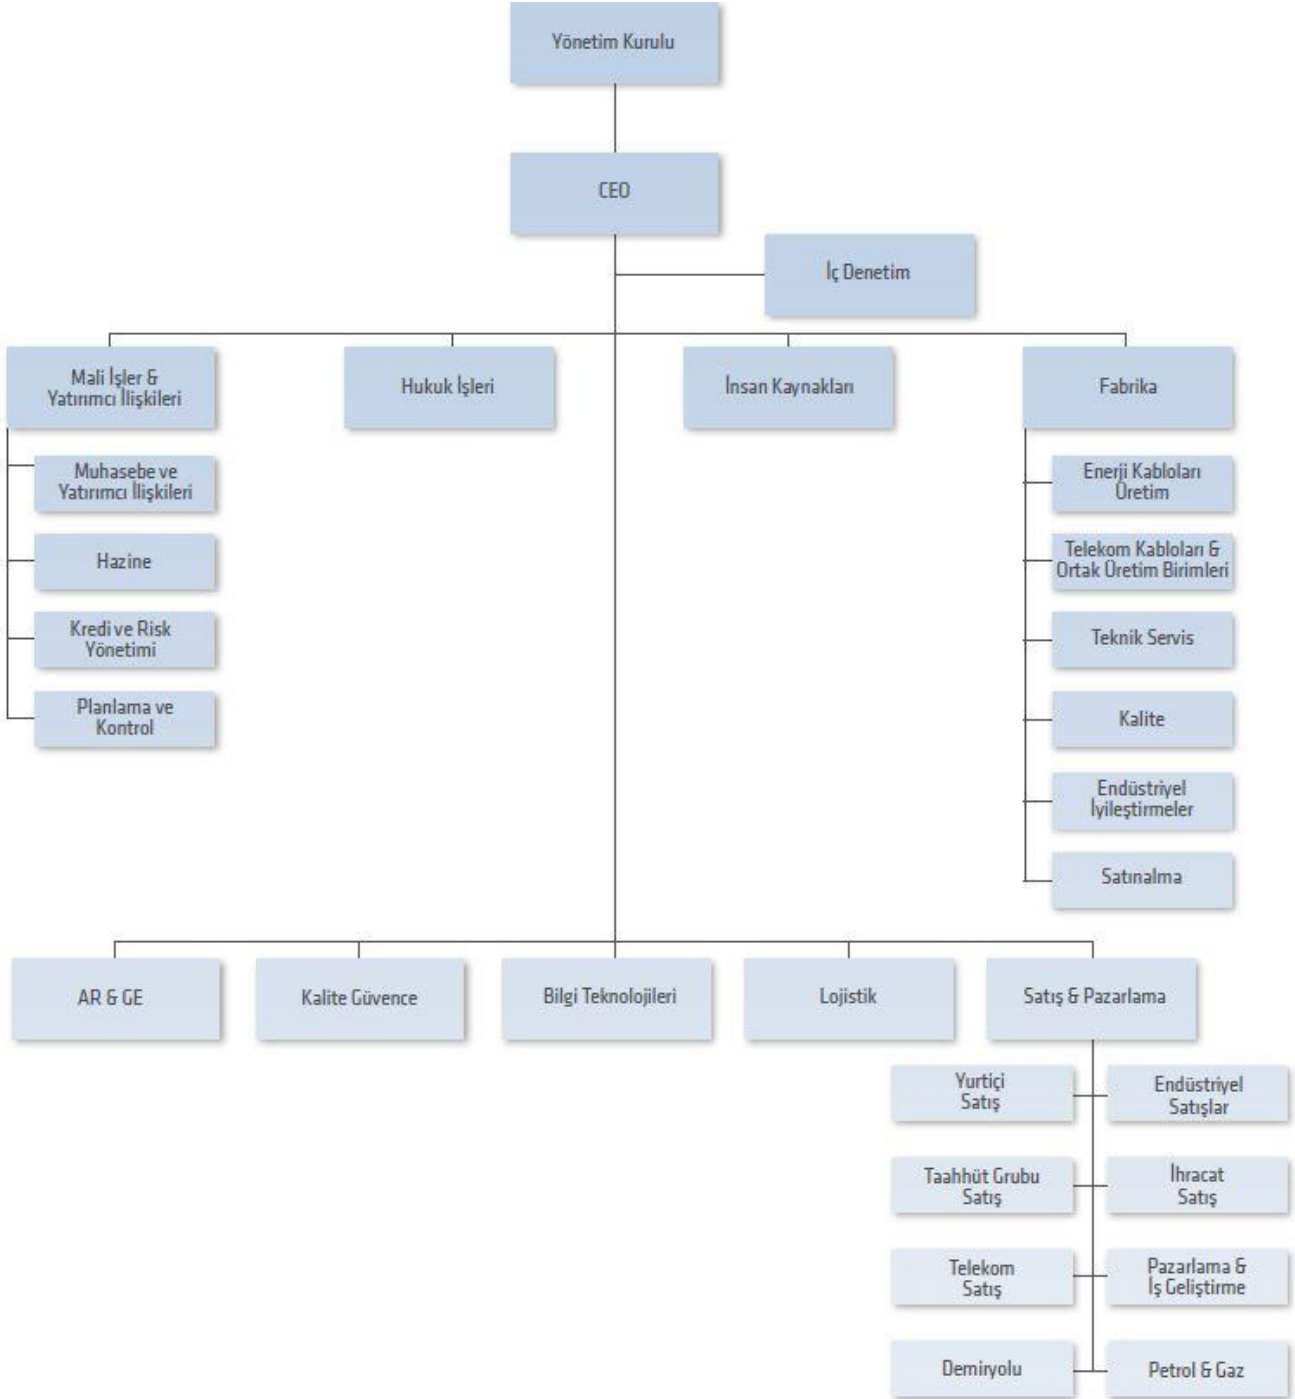 Yönetim Kurulu
CEO
İç Denetim
Mali İşler &
Yatırımcı İlişkileri
Hukuk İşleri
İnsan Kaynakları
Fabrika
Muhasebe ve
Yatırımcı İlişkileri
Hazine
Kredi ve Risk
Yönetimi
Planlama ve
Kontrol
Enerji Kabloları
Üretim
Telekom Kabloları &
Ortak Üretim Birimleri
Teknik Servis
Kalite
Endüstriyel
İyileştirmeler
Satınalma
AR & GE
Kalite Güvence
Bilgi Teknolojileri
Lojistik
Satış & Pazarlama
Yurtiçi
Satış
Endüstriyel
Satışlar
Taahhüt Grubu
Satış
İhracat
Satış
Telekom
Satış
Pazarlama &
İş Geliştirme
Demiryolu
Petrol & Gaz